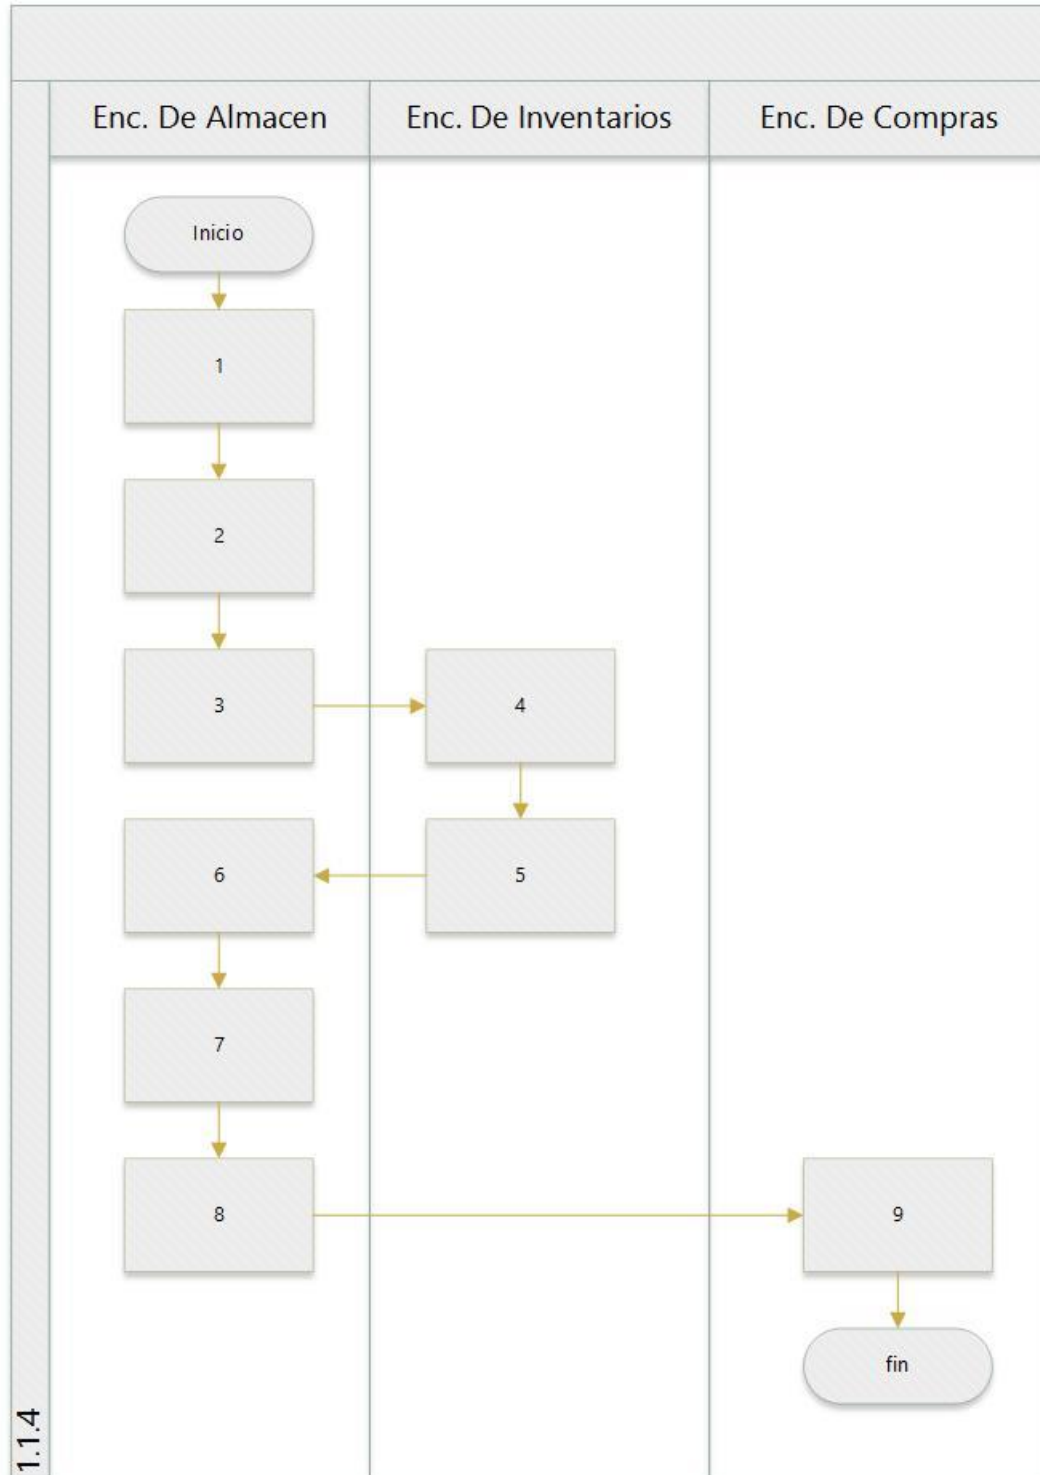 Enc. De Almacen
Enc. De Inventarios
Enc. De Compras
Inicio
1
2
3
4
6
5
7
8
9
fin
1.1.4